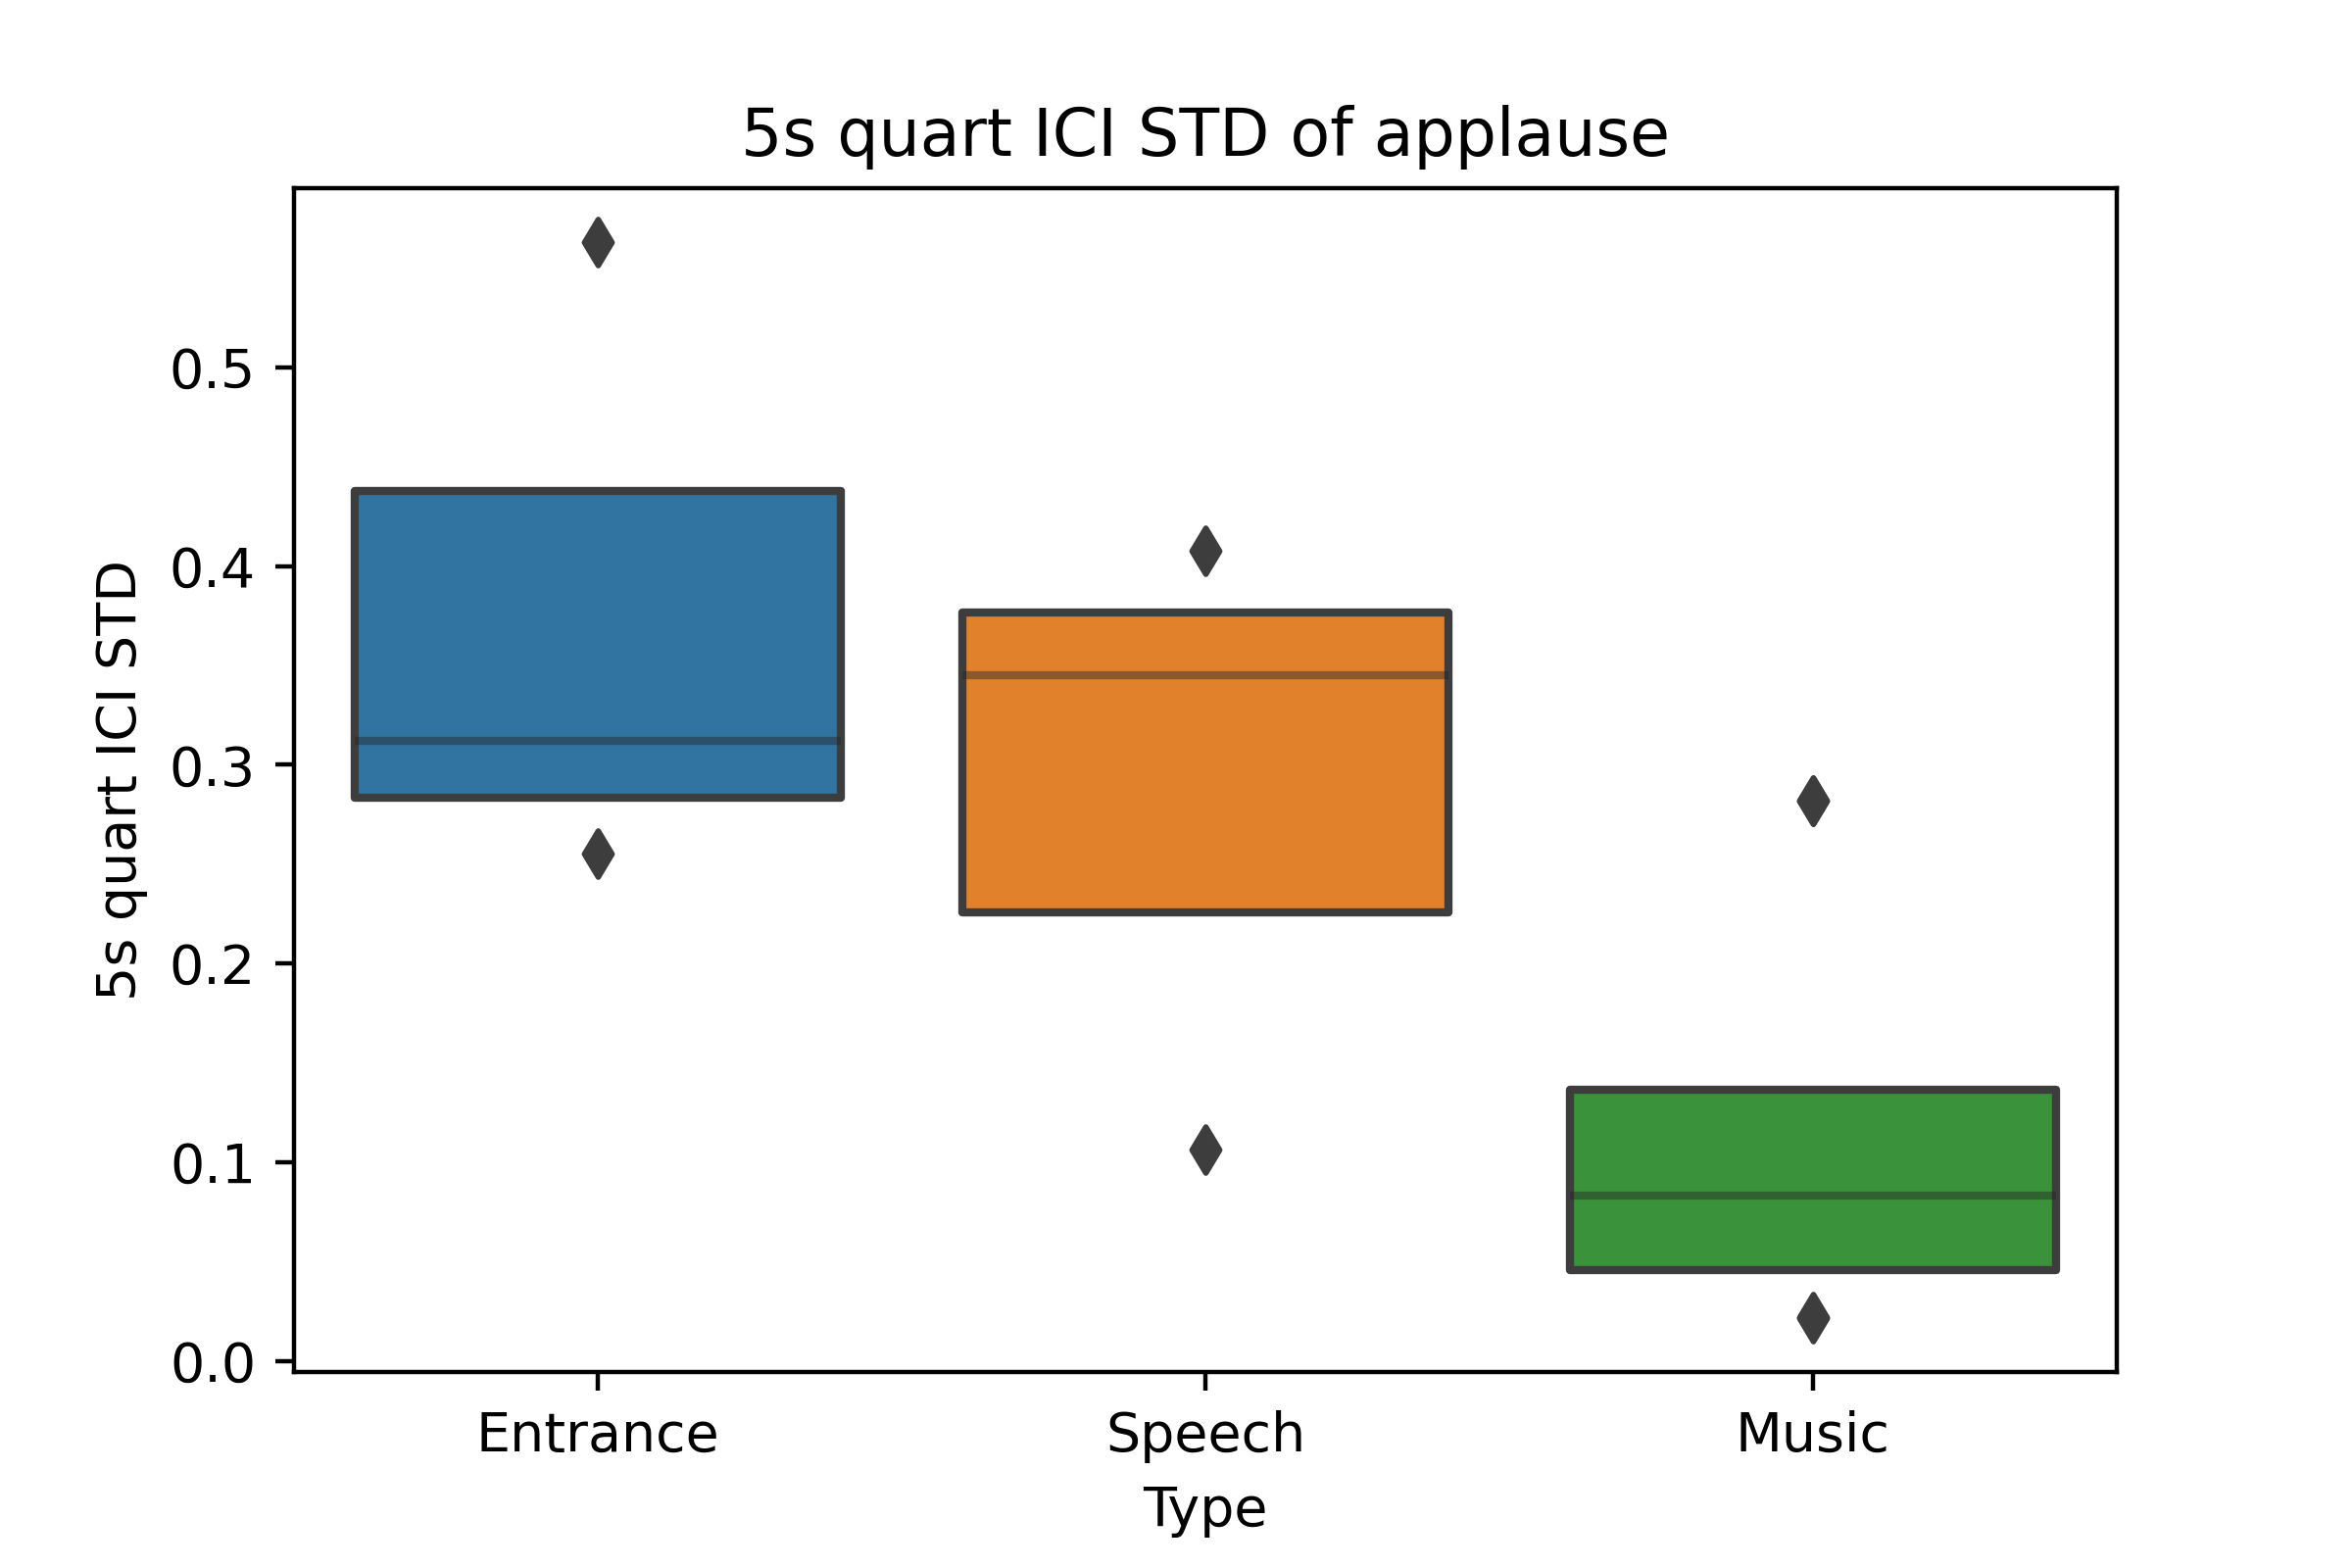 5s quart ICI STD of applause
5s quart ICI STD
0.5
0.4
0.3
0.2
0.1
0.0
Entrance Speech Music
Type